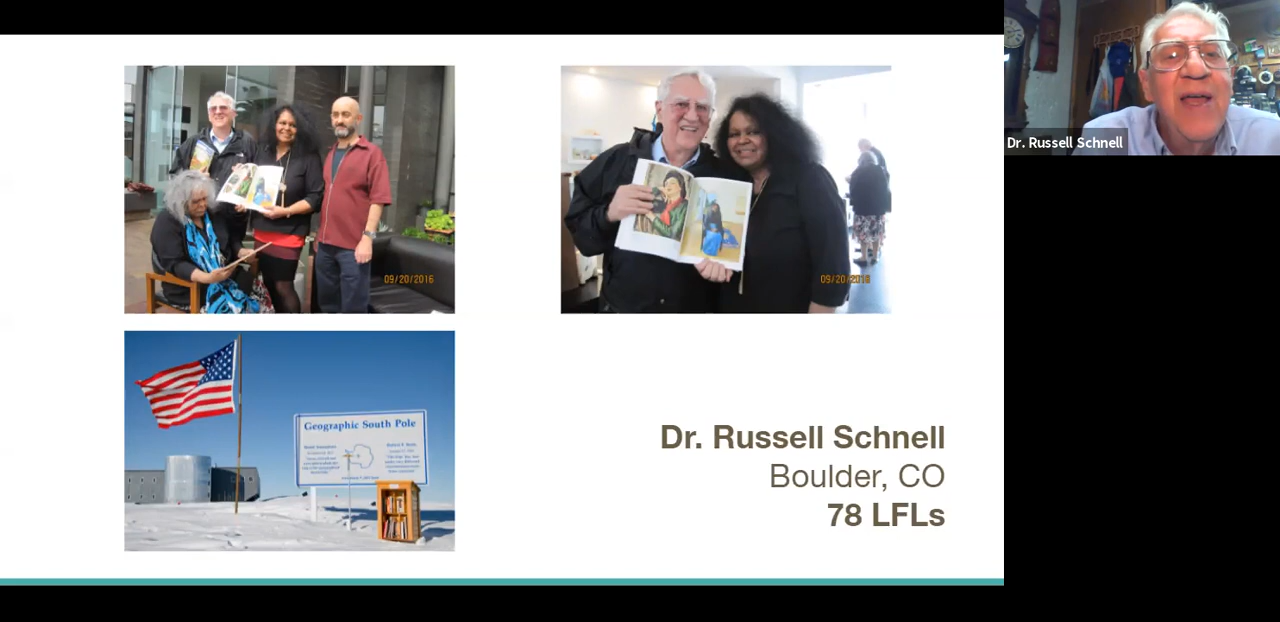 Dr. Russell Schnell
09/20/2016
09/20/2016
Geographic South Pole
Dr. Russell Schnell
Boulder, CO
78 LFLs